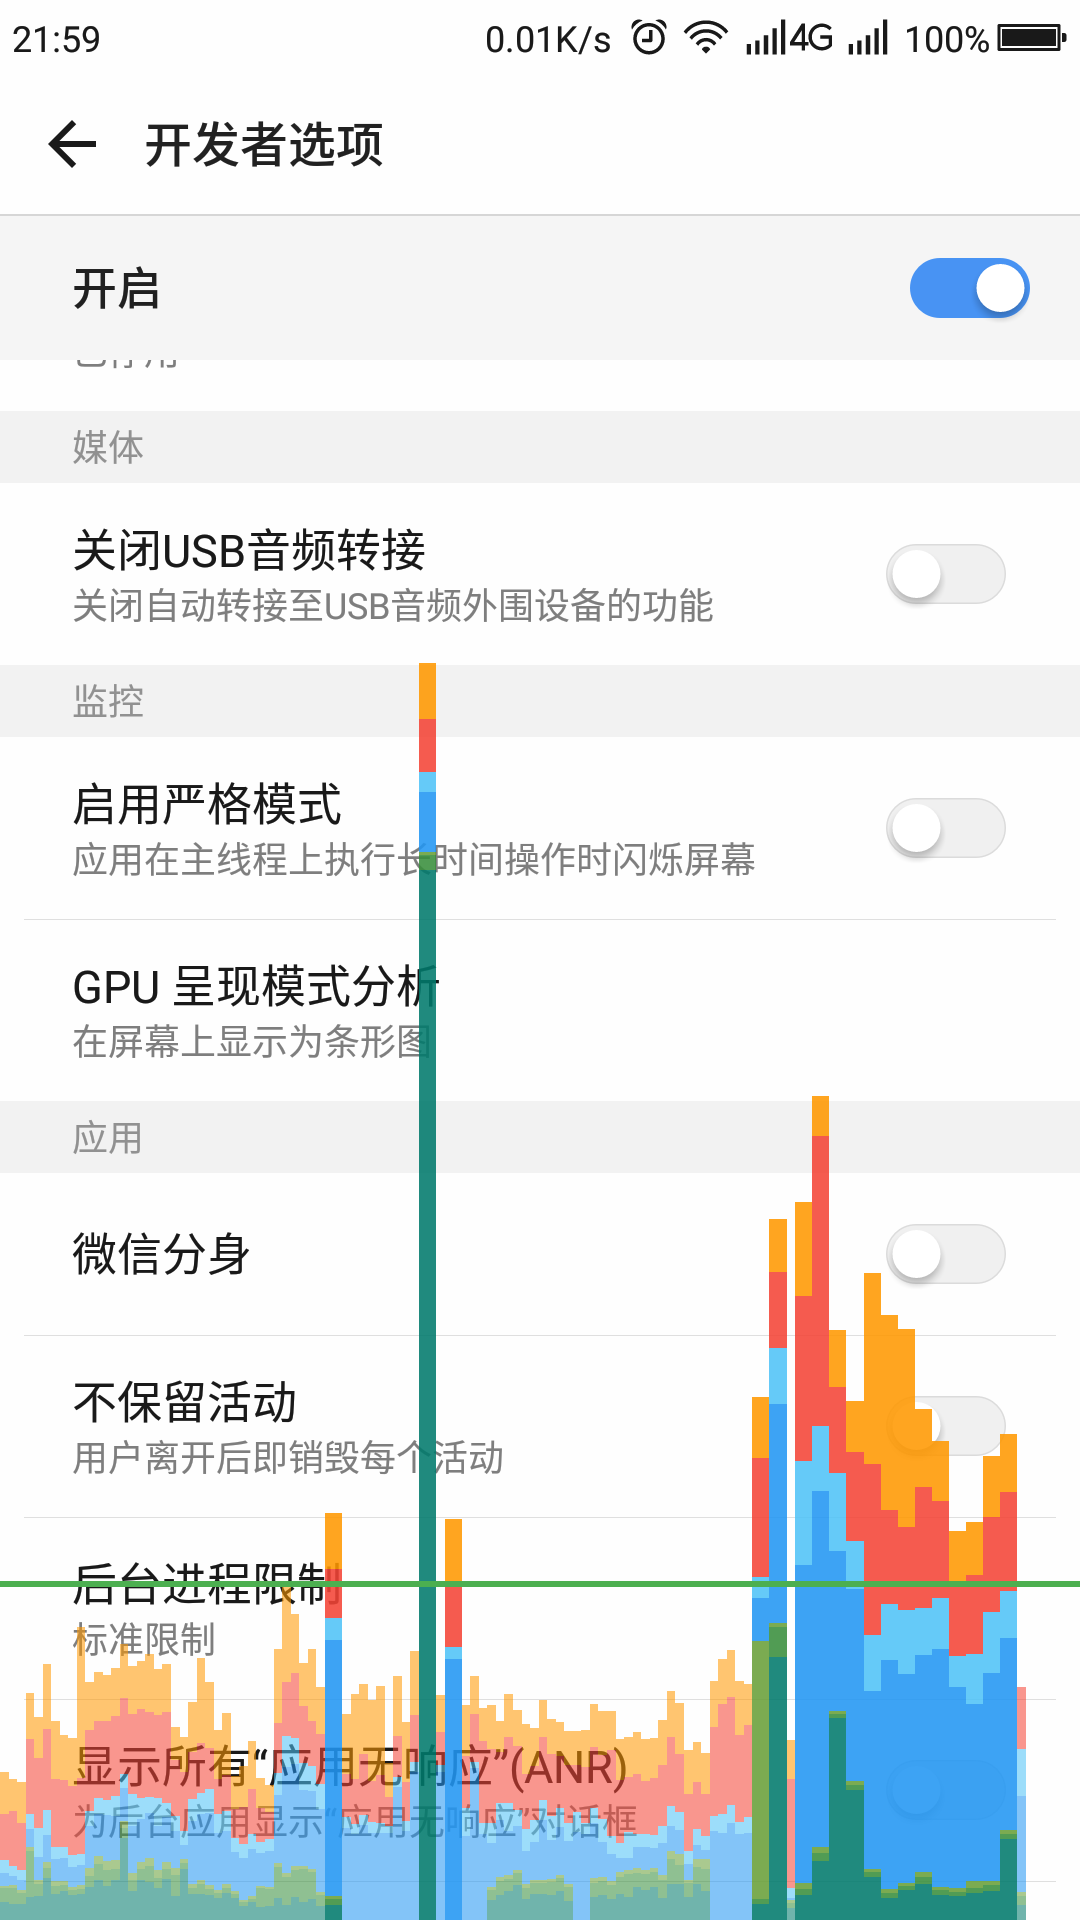 21:59 0.01K/s 4G 100%
开发者选项
开启
媒体
关闭USB音频转接
关闭自动转接至USB音频外围设备的功能
监控
启用严格模式
应用在主线程上执行长时间操作时闪烁屏幕
GPU 呈现模式分析
在屏幕上显示为条形图
应用
微信分身
不保留活动
用户离开后即销毁每个活动
后台进程限制
标准限制
显示所有“应用无响应”(ANR)
为后台应用显示“应用无响应”对话框